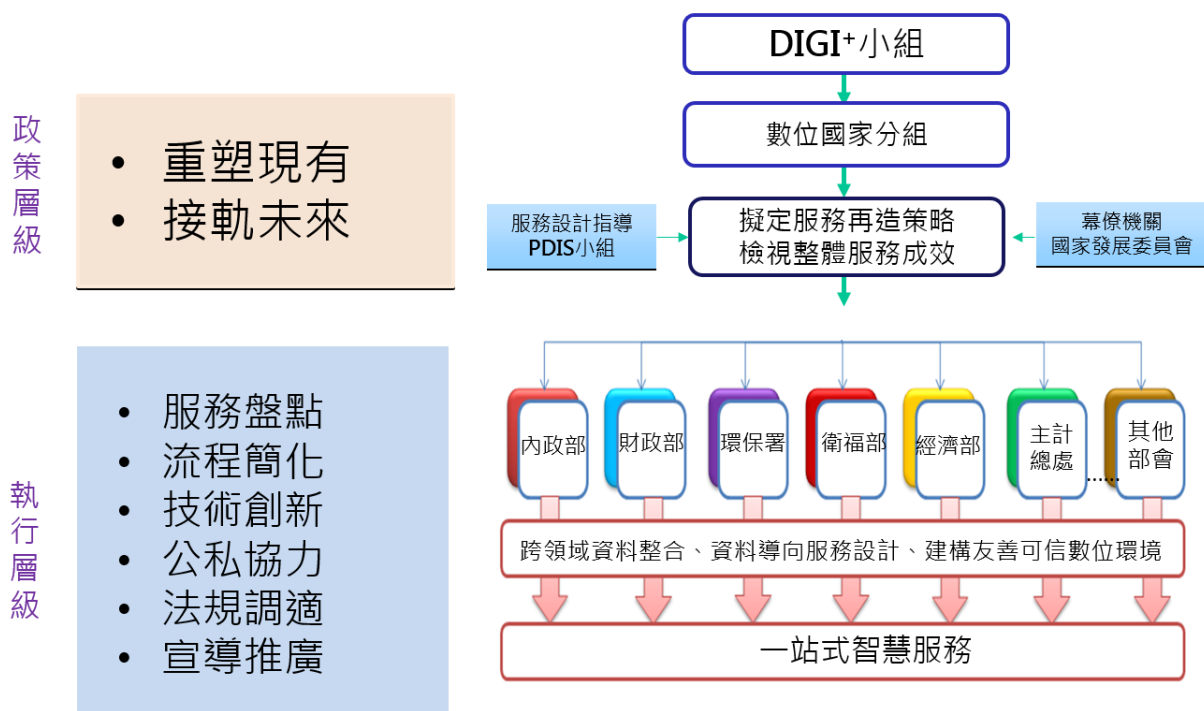 政策層級
• 重塑現有
• 接軌未來
DIGI+小組
數位國家分組
服務設計指導
PDIS小組
擬定服務再造策略
檢視整體服務成效
幕僚機關
國家發展委員會
執行層級
• 服務盤點
• 流程簡化
• 技術創新
• 公私協力
• 法規調適
• 宣導推廣
內政部
財政部
環保署
衛福部
經濟部
主計
總處
......
其他
部會
跨領域資料整合、資料導向服務設計、建構友善可信數位環境
一站式智慧服務